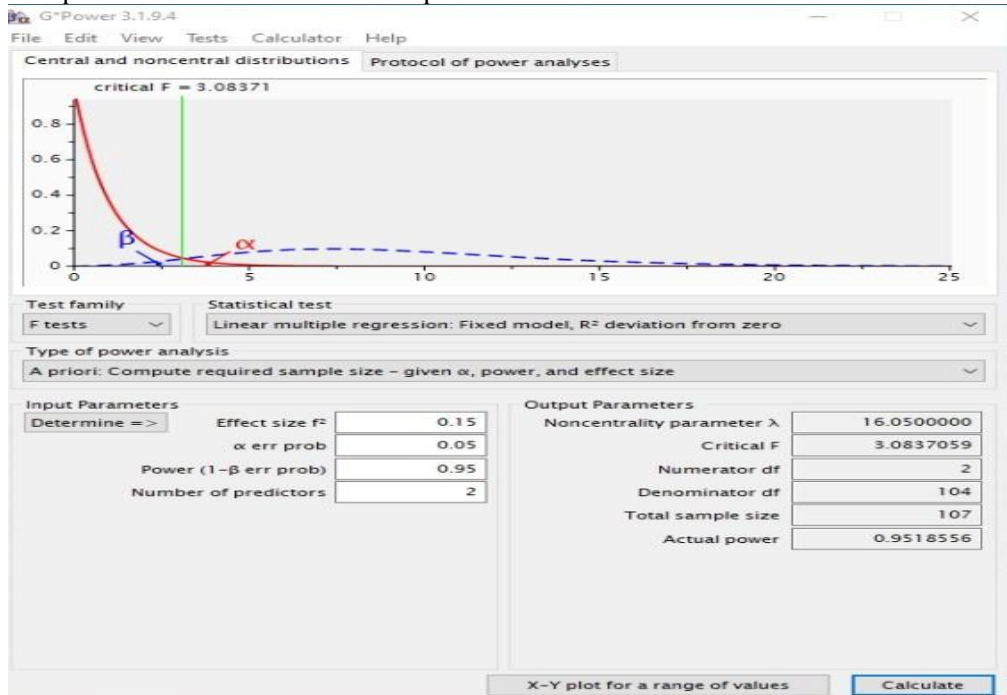 G*Power 3.1.9.4
File Edit View Tests Calculator Help
Central and noncentral distributions Protocol of power analyses
critical F = 3.08371
0.8
0.6
0.4
0.2
0
β
α
0 5 10 15 20 25
Test family Statistical test
F tests Linear multiple regression: Fixed model, R² deviation from zero
Type of power analysis
A priori: Compute required sample size – given α, power, and effect size
Input Parameters Output Parameters
Determine => Effect size f² 0.15 Noncentrality parameter λ 16.0500000
α err prob 0.05 Critical F 3.0837059
Power (1-β err prob) 0.95 Numerator df 2
Number of predictors 2 Denominator df 104
Total sample size 107
Actual power 0.9518556
X-Y plot for a range of values Calculate